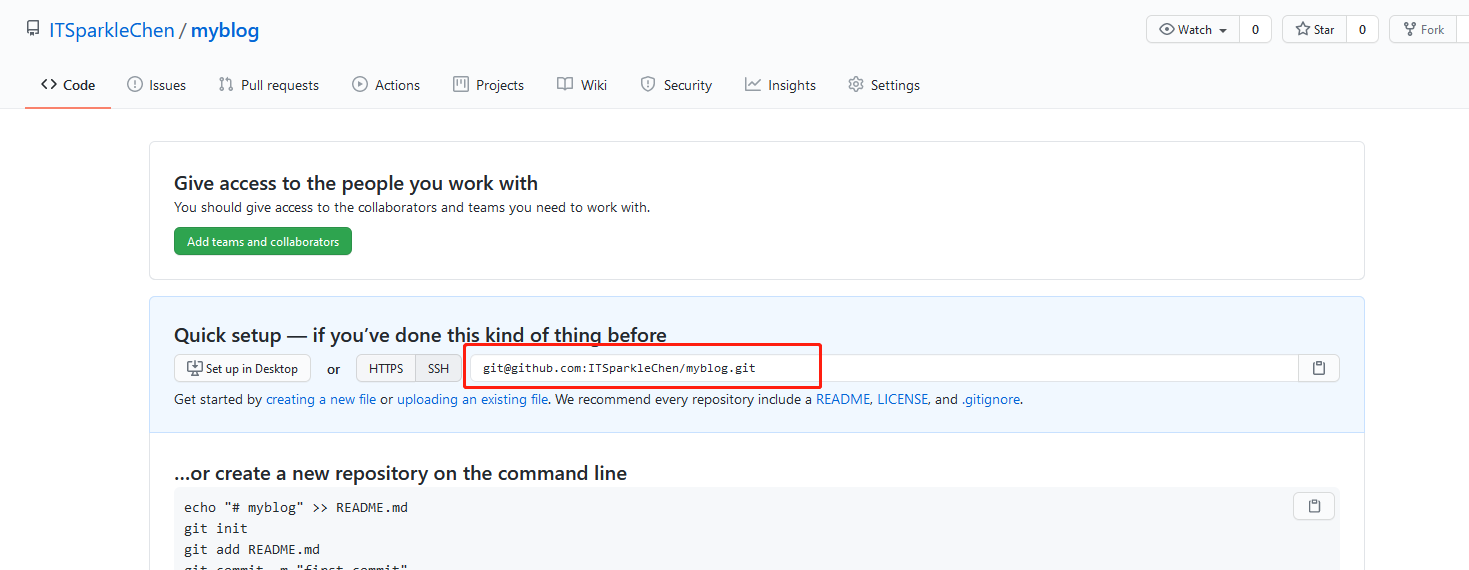 ITSparkleChen / myblog
Watch 0 Star 0 Fork
Code Issues Pull requests Actions Projects Wiki Security Insights Settings
Give access to the people you work with
You should give access to the collaborators and teams you need to work with.
Add teams and collaborators
Quick setup — if you’ve done this kind of thing before
Set up in Desktop or HTTPS SSH git@github.com:ITSparkleChen/myblog.git
Get started by creating a new file or uploading an existing file. We recommend every repository include a README, LICENSE, and .gitignore.
…or create a new repository on the command line
echo "# myblog" >> README.md
git init
git add README.md
git commit -m "first commit"